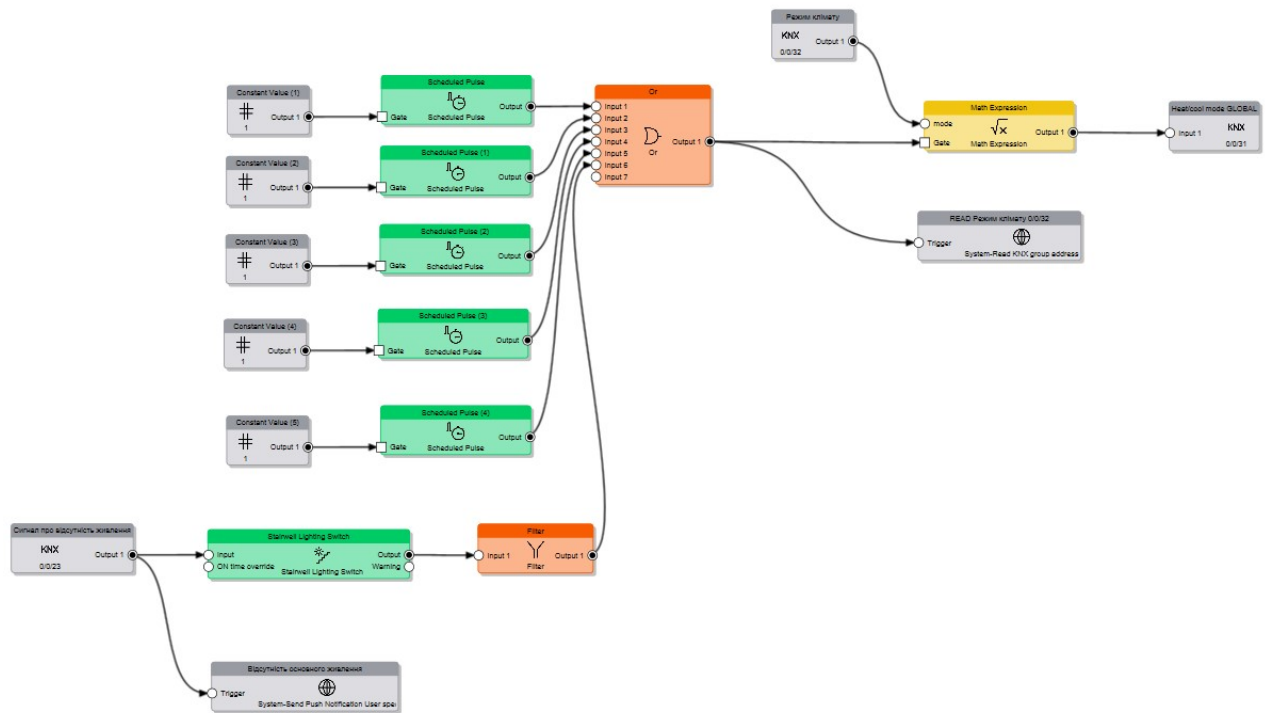 Режим клімату
KNX
Output 1
0/0/32
Constant Value (1)
Output 1
1
Scheduled Pulse
Output
Gate
Scheduled Pulse
Or
Input 1
Input 2
Input 3
Input 4
Input 5
Input 6
Input 7
Output 1
Or
Math Expression
mode
Gate
Output 1
Math Expression
Heat/cool mode GLOBAL
Input 1
KNX
0/0/31
Constant Value (2)
Output 1
1
Scheduled Pulse (1)
Output
Gate
Scheduled Pulse
READ Режим клімату 0/0/32
Trigger
System-Read KNX group address
Constant Value (3)
Output 1
1
Scheduled Pulse (2)
Output
Gate
Scheduled Pulse
Constant Value (4)
Output 1
1
Scheduled Pulse (3)
Output
Gate
Scheduled Pulse
Constant Value (5)
Output 1
1
Scheduled Pulse (4)
Output
Gate
Scheduled Pulse
Сигнал про відсутність живлення
KNX
Output 1
0/0/23
Stairwell Lighting Switch
Input
Output
ON time override
Warning
Stairwell Lighting Switch
Filter
Input 1
Output 1
Filter
Відсутність основного живлення
Trigger
System-Send Push Notification User spe